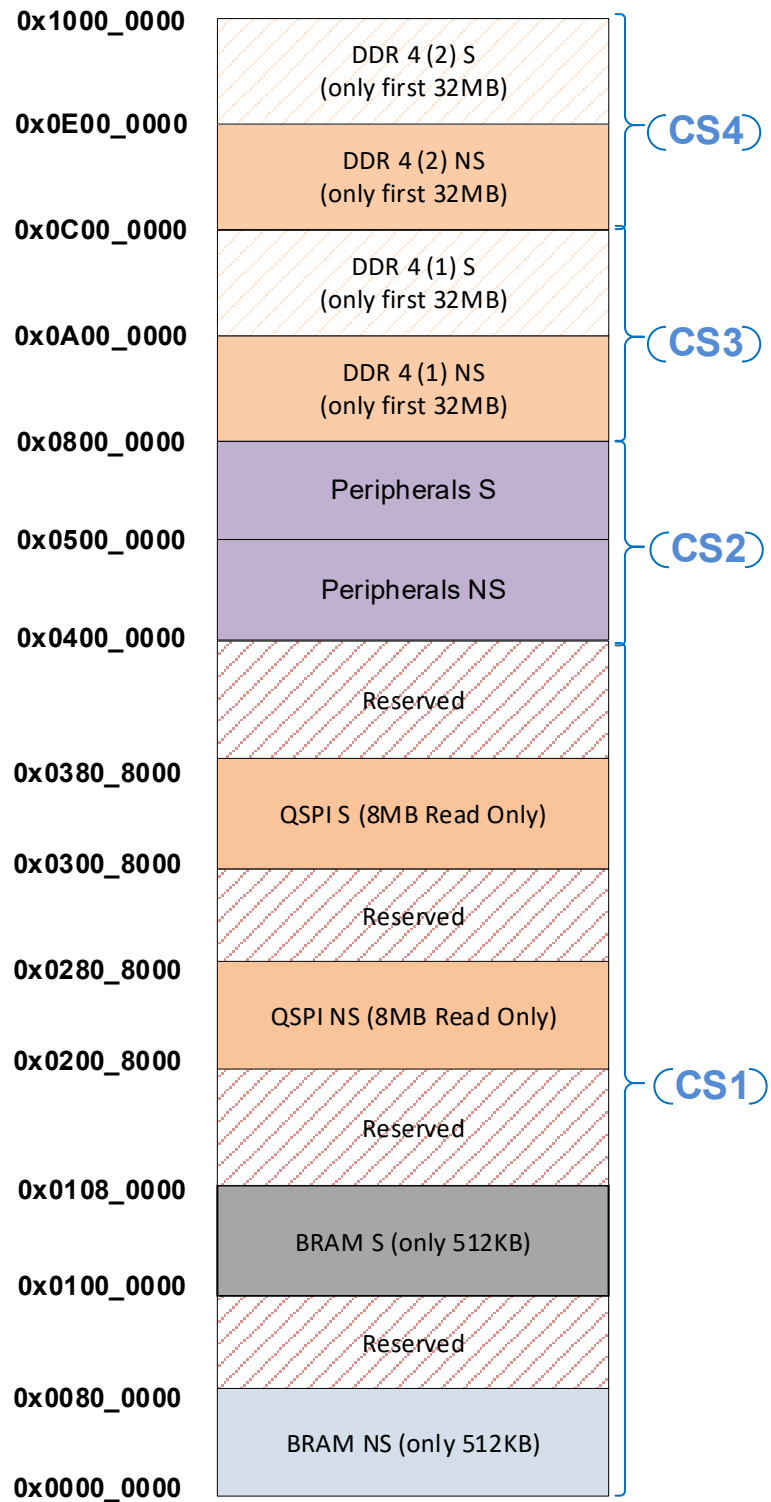 0x1000_0000
DDR 4 (2) S
(only first 32MB)
0x0E00_0000
CS4
DDR 4 (2) NS
(only first 32MB)
0x0C00_0000
DDR 4 (1) S
(only first 32MB)
0x0A00_0000
CS3
DDR 4 (1) NS
(only first 32MB)
0x0800_0000
Peripherals S
0x0500_0000
CS2
Peripherals NS
0x0400_0000
Reserved
0x0380_8000
QSPI S (8MB Read Only)
0x0300_8000
Reserved
0x0280_8000
QSPI NS (8MB Read Only)
0x0200_8000
CS1
Reserved
0x0108_0000
BRAM S (only 512KB)
0x0100_0000
Reserved
0x0080_0000
BRAM NS (only 512KB)
0x0000_0000